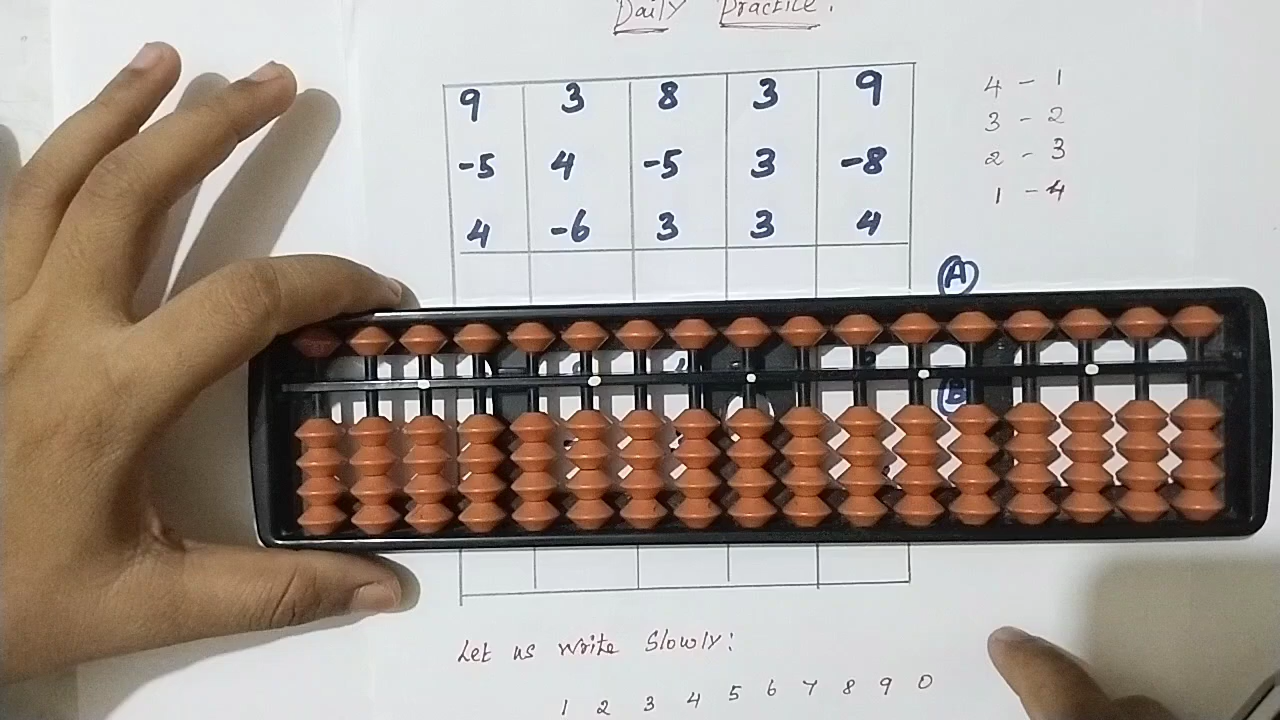 Daily Practice.
9 3 8 3 9
-5 4 -5 3 -8
4 -6 3 3 4
4 - 1
3 - 2
2 - 3
1 - 4
A
B
Let us write slowly:
1 2 3 4 5 6 7 8 9 0